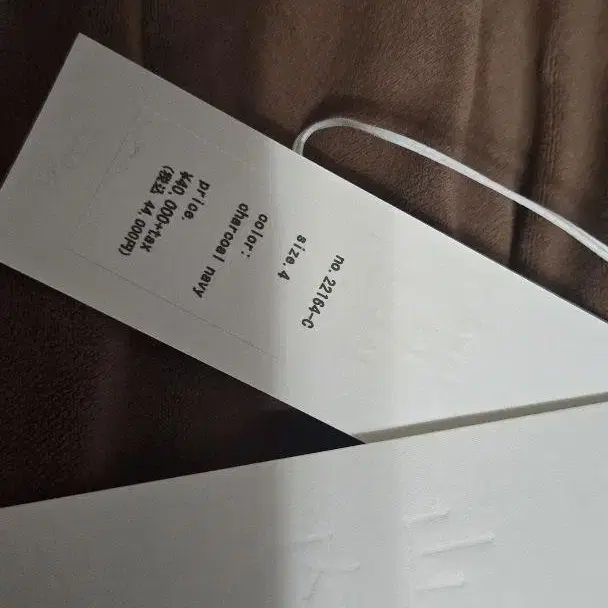 no.22164-C
size.4
color:
charcoal navy
price.
¥40,000+tax
(税込 44,000円)